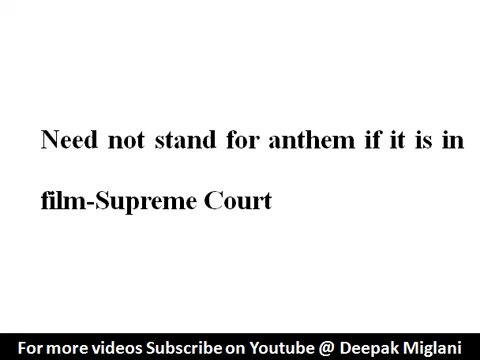 Need not stand for anthem if it is in
film-Supreme Court
For more videos Subscribe on Youtube @ Deepak Miglani